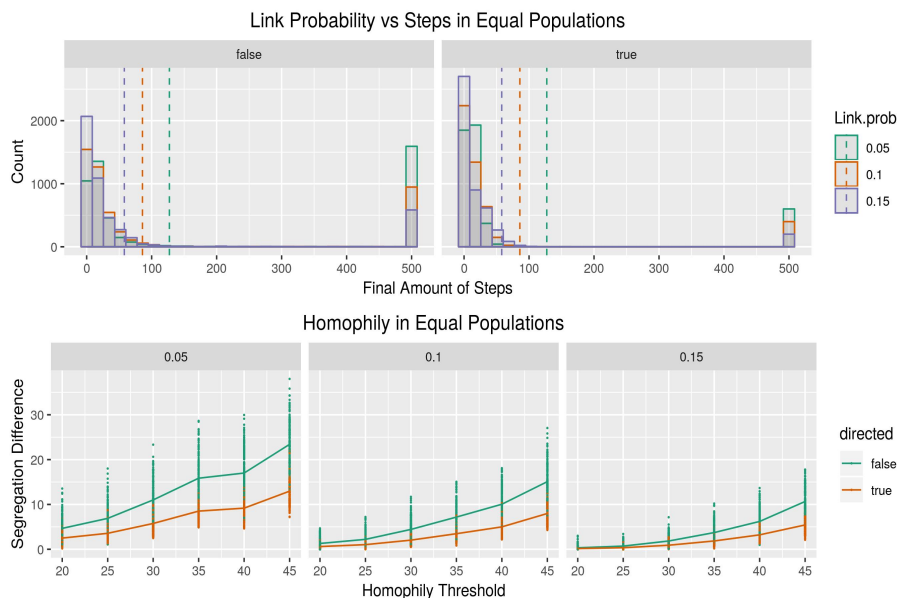 Link Probability vs Steps in Equal Populations
false true
Count
2000
1000
0
0 100 200 300 400 500 0 100 200 300 400 500
Final Amount of Steps
Link.prob
0.05
0.1
0.15
Homophily in Equal Populations
0.05 0.1 0.15
Segregation Difference
30
20
10
0
20 25 30 35 40 45 20 25 30 35 40 45 20 25 30 35 40 45
Homophily Threshold
directed
false
true